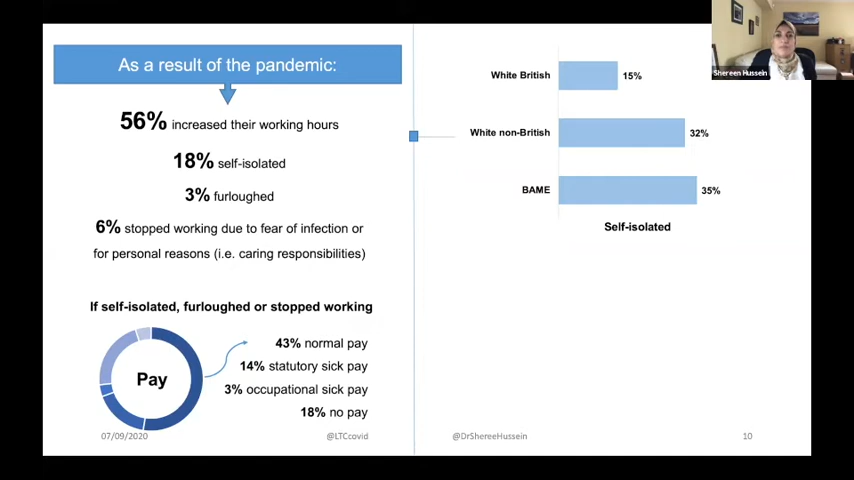 As a result of the pandemic:
56% increased their working hours
18% self-isolated
3% furloughed
6% stopped working due to fear of infection or
for personal reasons (i.e. caring responsibilities)
If self-isolated, furloughed or stopped working
Pay
43% normal pay
14% statutory sick pay
3% occupational sick pay
18% no pay
White British 15%
White non-British 32%
BAME 35%
Self-isolated
Shereen Hussein
07/09/2020
@LTCcovid
@DrShereeHussein
10